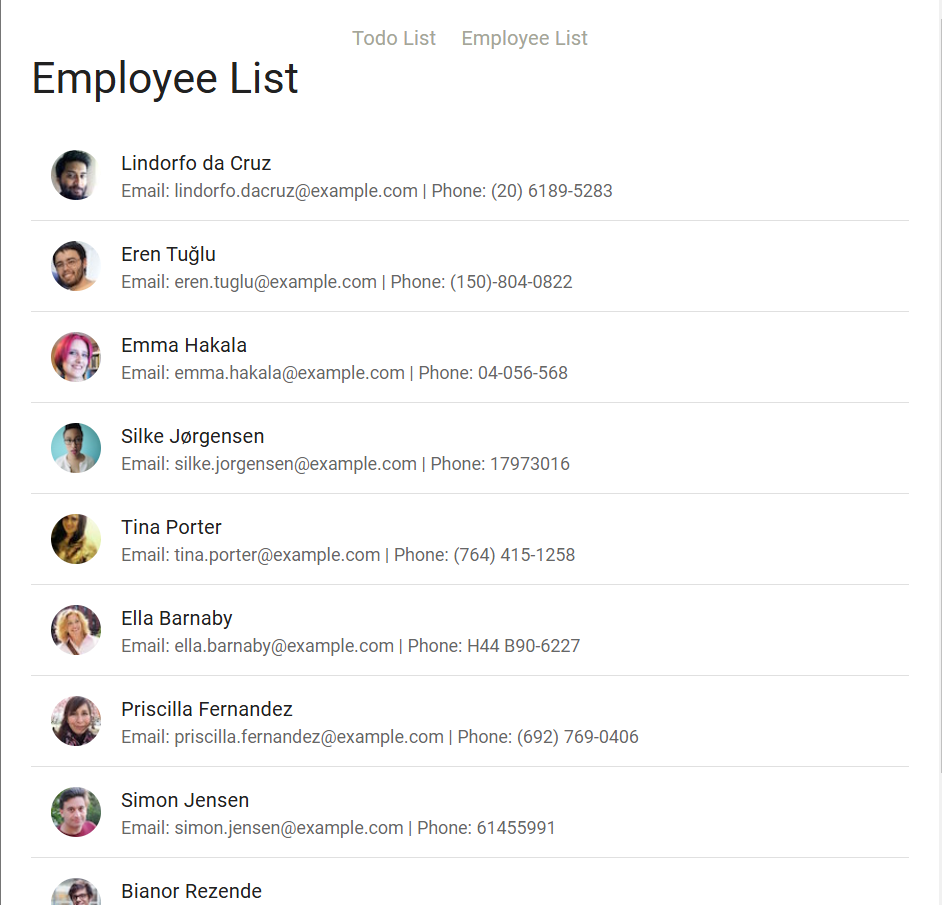 Todo List Employee List
Employee List
Lindorfo da Cruz
Email: lindorfo.dacruz@example.com | Phone: (20) 6189-5283
Eren Tuğlu
Email: eren.tuglu@example.com | Phone: (150)-804-0822
Emma Hakala
Email: emma.hakala@example.com | Phone: 04-056-568
Silke Jørgensen
Email: silke.jorgensen@example.com | Phone: 17973016
Tina Porter
Email: tina.porter@example.com | Phone: (764) 415-1258
Ella Barnaby
Email: ella.barnaby@example.com | Phone: H44 B90-6227
Priscilla Fernandez
Email: priscilla.fernandez@example.com | Phone: (692) 769-0406
Simon Jensen
Email: simon.jensen@example.com | Phone: 61455991
Bianor Rezende